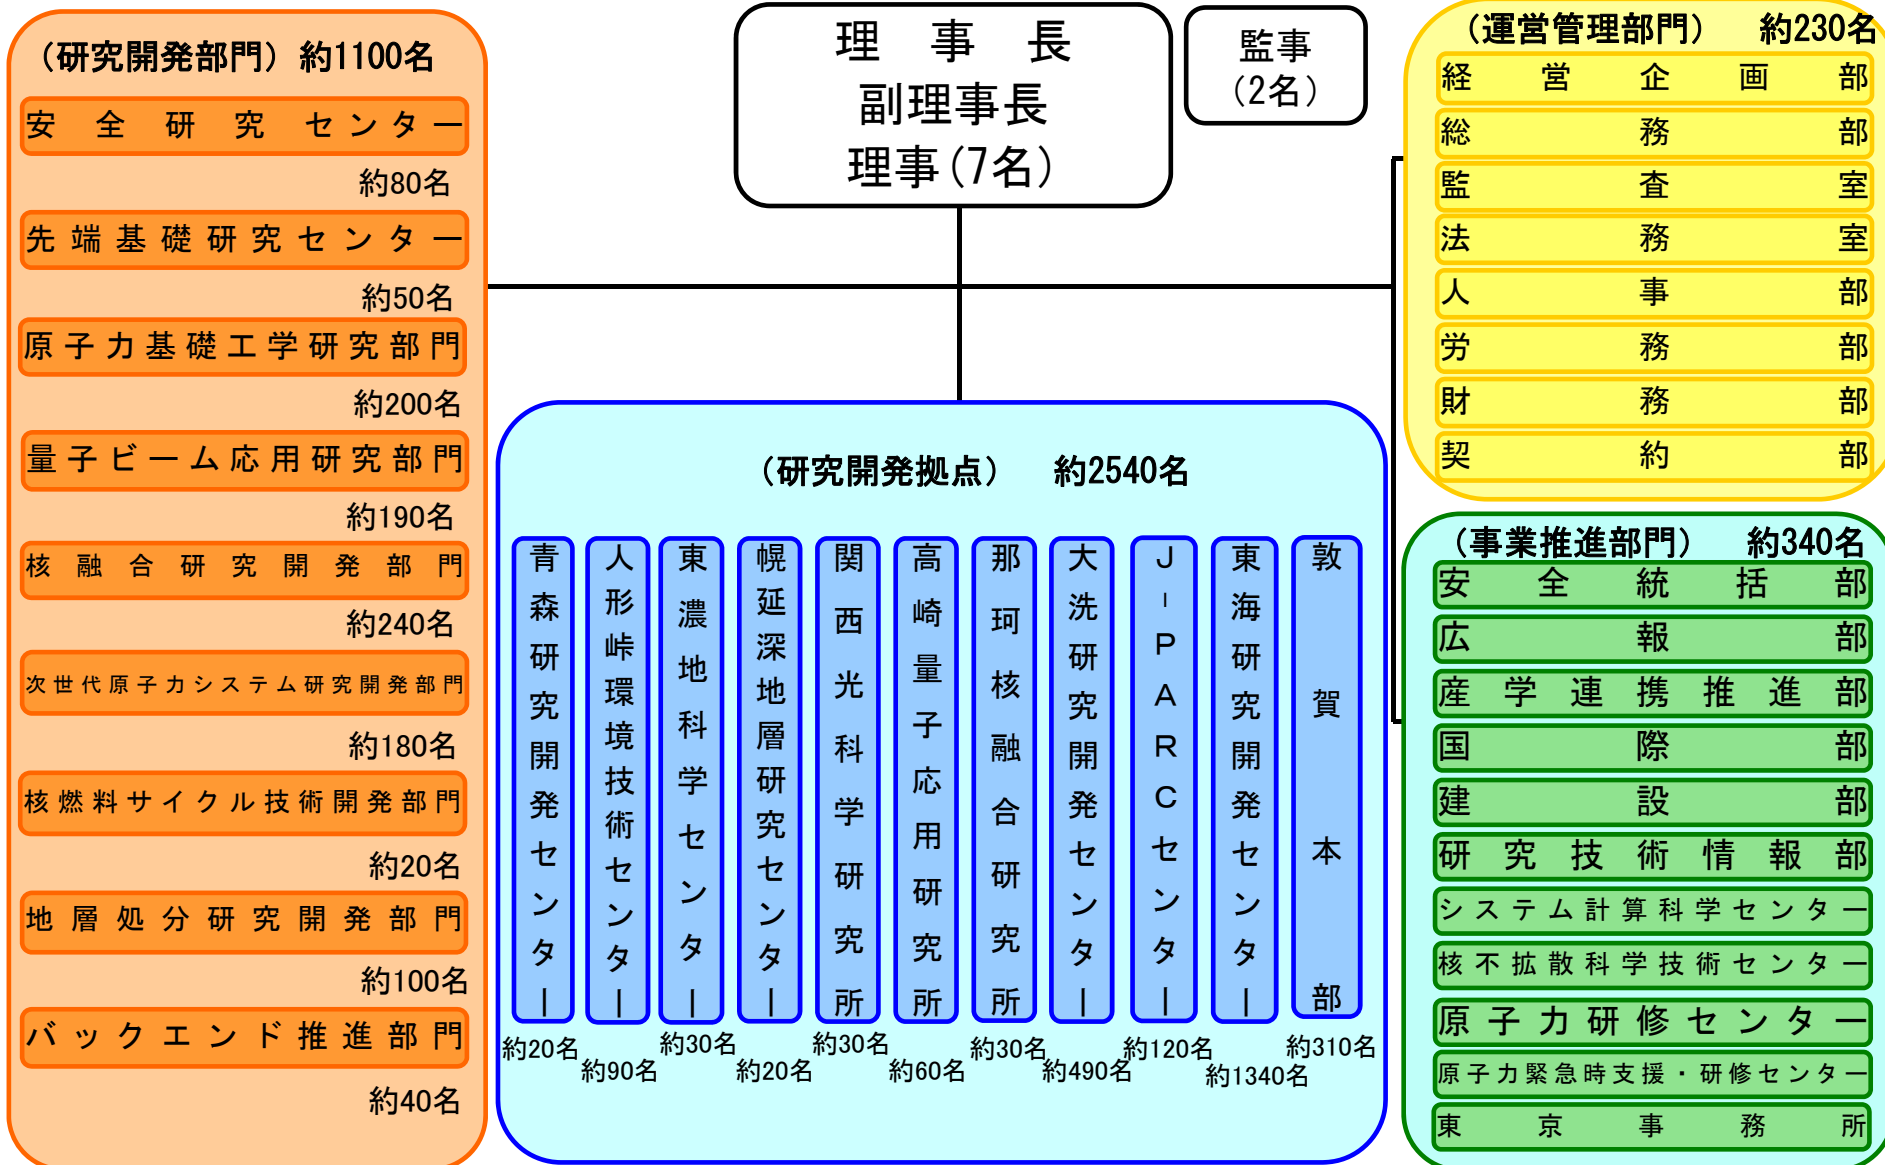 理事長
副理事長
理事(7名)
監事
(2名)
(研究開発部門) 約1100名
安全研究センター
約80名
先端基礎研究センター
約50名
原子力基礎工学研究部門
約200名
量子ビーム応用研究部門
約190名
核融合研究開発部門
約240名
次世代原子力システム研究開発部門
約180名
核燃料サイクル技術開発部門
約20名
地層処分研究開発部門
約100名
バックエンド推進部門
約40名
(研究開発拠点) 約2540名
青森研究開発センター
約20名
人形峠環境技術センター
約90名
東濃地科学センター
約30名
幌延深地層研究センター
約20名
関西光科学研究所
約30名
高崎量子応用研究所
約60名
那珂核融合研究所
約30名
大洗研究開発センター
約490名
J-PARCセンター
約120名
東海研究開発センター
約1340名
敦賀本部
約310名
(運営管理部門) 約230名
経営企画部
総務部
監査室
法務室
人事部
労務部
財務部
契約部
(事業推進部門) 約340名
安全統括部
広報部
産学連携推進部
国際部
建設部
研究技術情報部
システム計算科学センター
核不拡散科学技術センター
原子力研修センター
原子力緊急時支援・研修センター
東京事務所